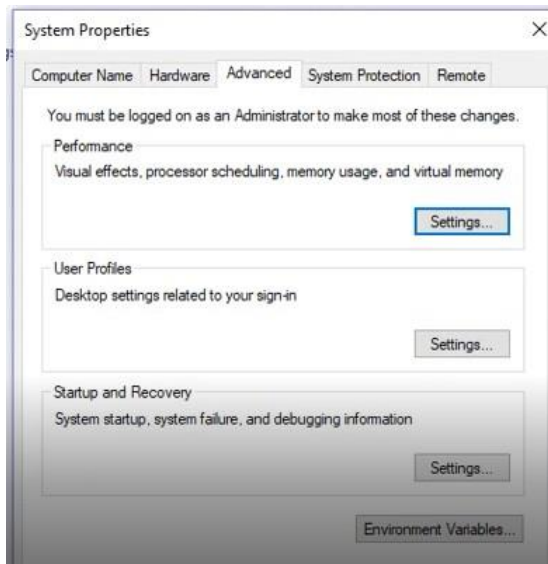 System Properties
Computer Name Hardware Advanced System Protection Remote
You must be logged on as an Administrator to make most of these changes.
Performance
Visual effects, processor scheduling, memory usage, and virtual memory
Settings...
User Profiles
Desktop settings related to your sign-in
Settings...
Startup and Recovery
System startup, system failure, and debugging information
Settings...
Environment Variables...